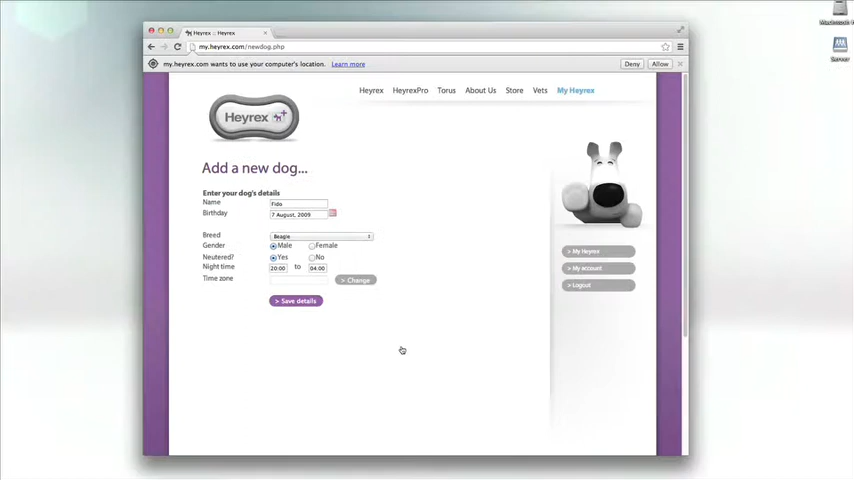 Heyrex :: Heyrex
my.heyrex.com/newdog.php
my.heyrex.com wants to use your computer's location. Learn more Deny Allow
Heyrex HeyrexPro Torus About Us Store Vets My Heyrex
Heyrex
Add a new dog...
Enter your dog's details
Name Fido
Birthday 7 August, 2009
Breed Beagle
Gender Male Female
Neutered? Yes No
Night time 20:00 to 04:00
Time zone > Change
> Save details
> My Heyrex
> My account
> Logout
Macintosh
Server